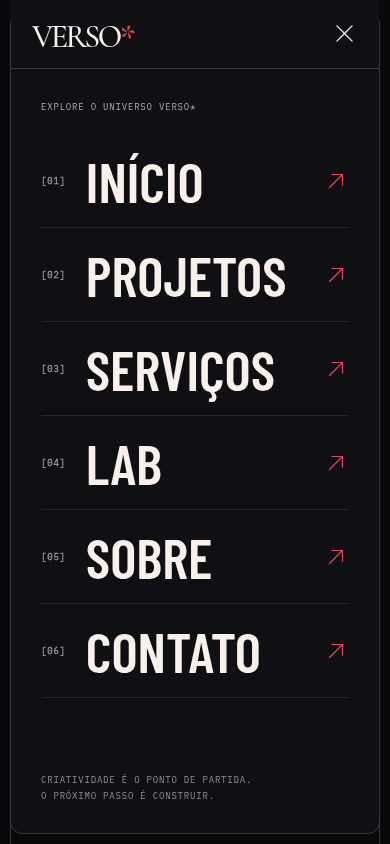 VERSO*
EXPLORE O UNIVERSO VERSO*
[01] INÍCIO
[02] PROJETOS
[03] SERVIÇOS
[04] LAB
[05] SOBRE
[06] CONTATO
CRIATIVIDADE É O PONTO DE PARTIDA.
O PRÓXIMO PASSO É CONSTRUIR.